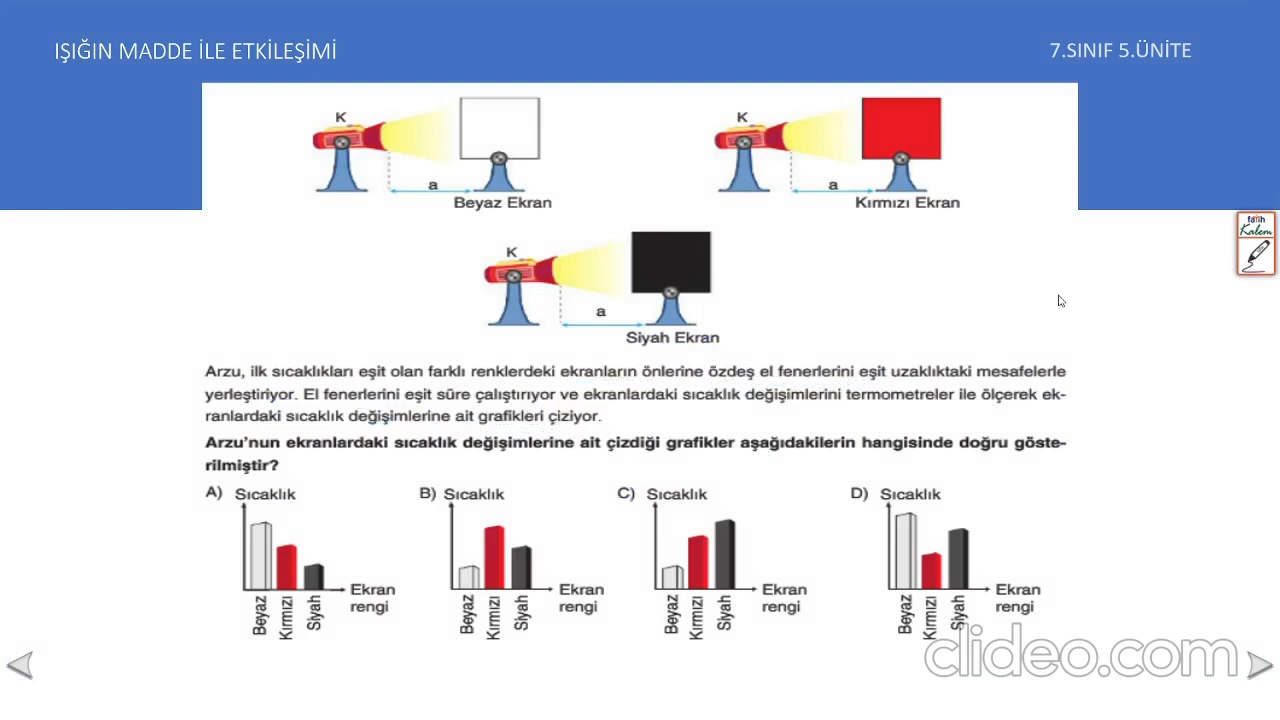 IŞIĞIN MADDE İLE ETKİLEŞİMİ
7.SINIF 5.ÜNİTE
K
a
Beyaz Ekran
K
a
Kırmızı Ekran
fatih
Kalem
K
a
Siyah Ekran
Arzu, ilk sıcaklıkları eşit olan farklı renklerdeki ekranların önlerine özdeş el fenerlerini eşit uzaklıktaki mesafelerle
yerleştiriyor. El fenerlerini eşit süre çalıştırıyor ve ekranlardaki sıcaklık değişimlerini termometreler ile ölçerek ek-
ranlardaki sıcaklık değişimlerine ait grafikleri çiziyor.
Arzu'nun ekranlardaki sıcaklık değişimlerine ait çizdiği grafikler aşağıdakilerin hangisinde doğru göste-
rilmiştir?
A) Sıcaklık
Ekran
rengi
Beyaz
Kırmızı
Siyah
B) Sıcaklık
Ekran
rengi
Beyaz
Kırmızı
Siyah
C) Sıcaklık
Ekran
rengi
Beyaz
Kırmızı
Siyah
D) Sıcaklık
Ekran
rengi
Beyaz
Kırmızı
Siyah
clideo.com